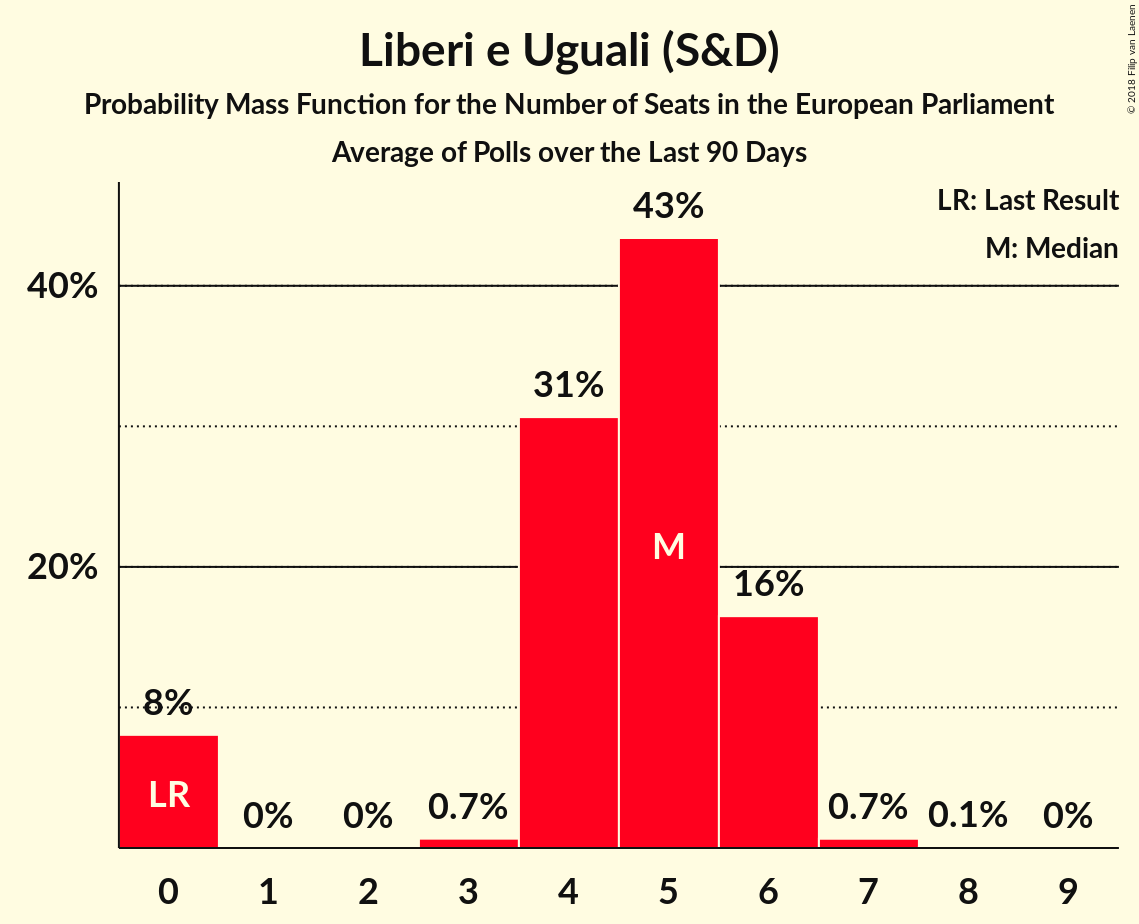 Liberi e Uguali (S&D)
Probability Mass Function for the Number of Seats in the European Parliament
Average of Polls over the Last 90 Days
© 2018 Filip van Laenen
LR: Last Result
M: Median
40%
20%
8%
0%
0%
0.7%
31%
43%
16%
0.7%
0.1%
0%
LR
M
0 1 2 3 4 5 6 7 8 9